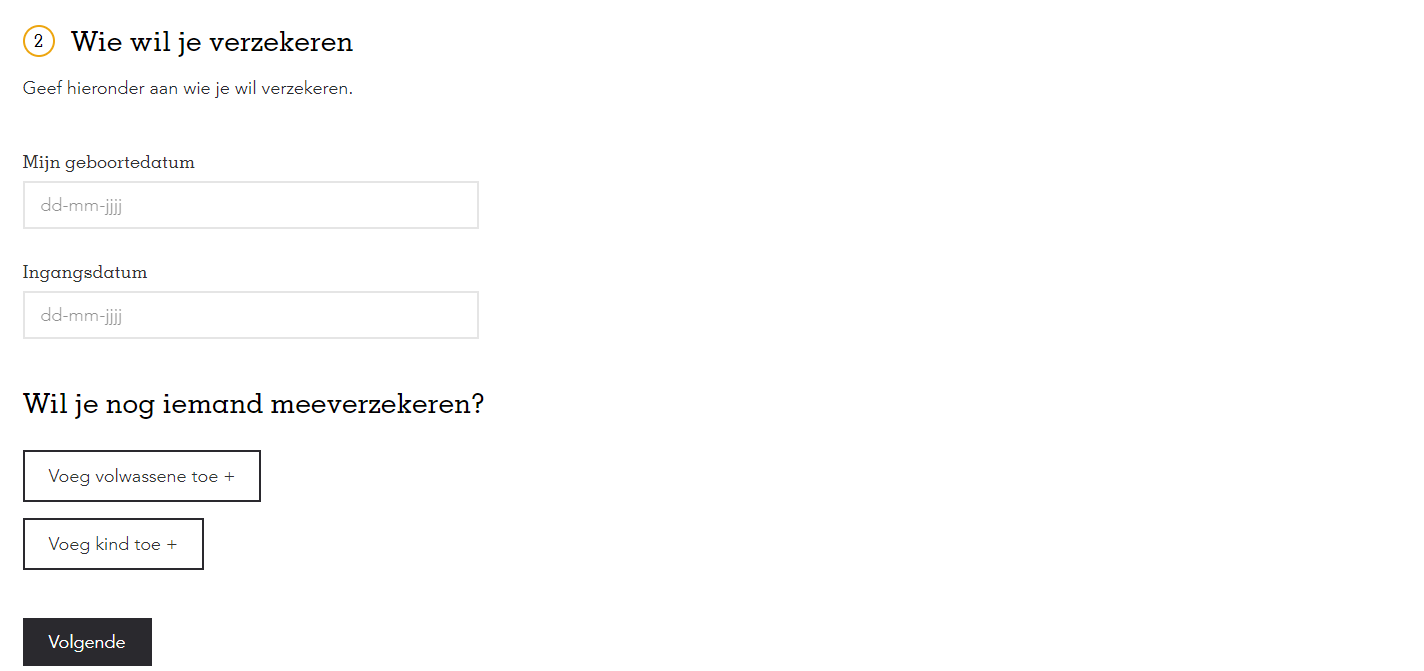 2 Wie wil je verzekeren
Geef hieronder aan wie je wil verzekeren.
Mijn geboortedatum
dd-mm-jjjj
Ingangsdatum
dd-mm-jjjj
Wil je nog iemand meeverzekeren?
Voeg volwassene toe +
Voeg kind toe +
Volgende